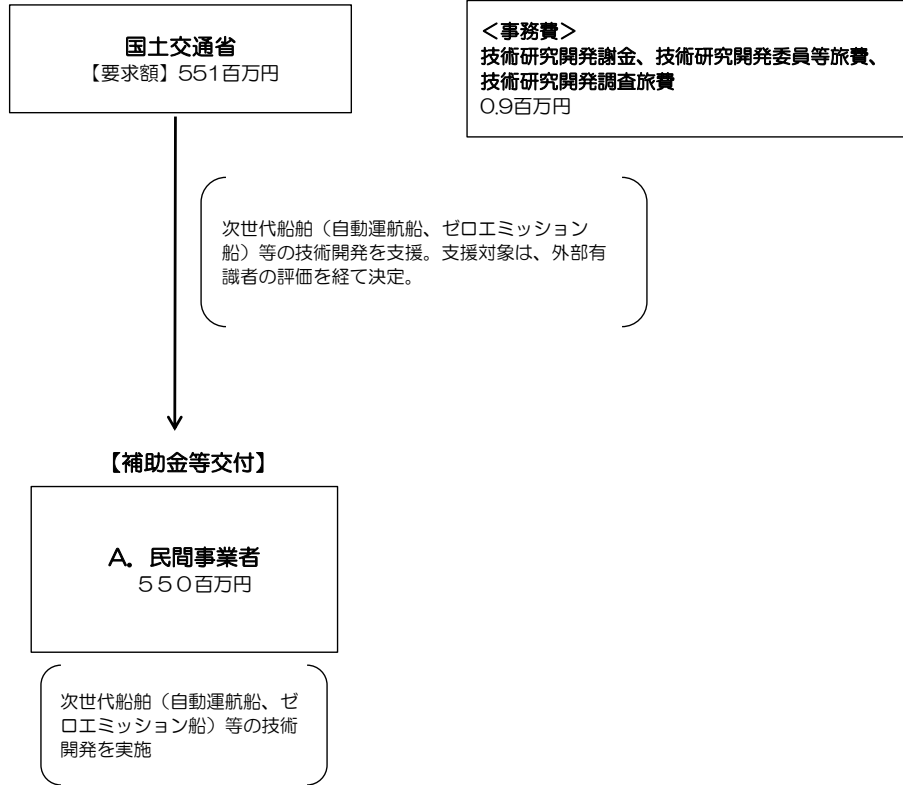 国土交通省
【要求額】551百万円
＜事務費＞
技術研究開発謝金、技術研究開発委員等旅費、
技術研究開発調査旅費
0.9百万円
次世代船舶（自動運航船、ゼロエミッション
船）等の技術開発を支援。支援対象は、外部有
識者の評価を経て決定。
【補助金等交付】
A．民間事業者
５５０百万円
次世代船舶（自動運航船、ゼ
ロエミッション船）等の技術
開発を実施